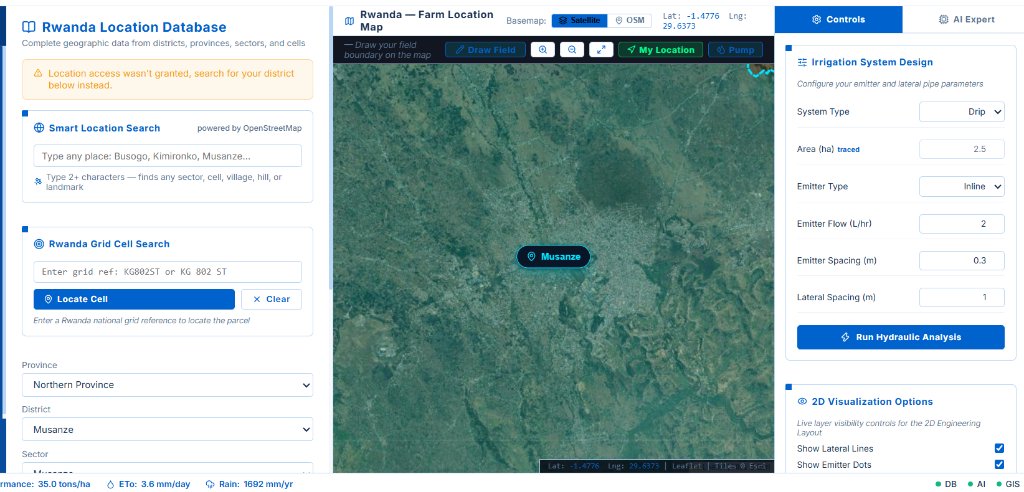 Rwanda Location Database
Complete geographic data from districts, provinces, sectors, and cells
Location access wasn't granted, search for your district
below instead.
Smart Location Search
powered by OpenStreetMap
Type any place: Busogo, Kimironko, Musanze...
Type 2+ characters — finds any sector, cell, village, hill, or
landmark
Rwanda Grid Cell Search
Enter grid ref: KG802ST or KG 802 ST
Locate Cell
Clear
Enter a Rwanda national grid reference to locate the parcel
Province
Northern Province
District
Musanze
Sector
Musanze
rmance: 35.0 tons/ha
ETo: 3.6 mm/day
Rain: 1692 mm/yr
Rwanda — Farm Location
Map
Basemap:
Satellite
OSM
Lat: -1.4776 Lng:
29.6373
— Draw your field
boundary on the map
Draw Field
My Location
Pump
Musanze
Lat: -1.4776 Lng: 29.6373 | Leaflet | Tiles © Esri
Controls
AI Expert
Irrigation System Design
Configure your emitter and lateral pipe parameters
System Type
Drip
Area (ha) traced
2.5
Emitter Type
Inline
Emitter Flow (L/hr)
2
Emitter Spacing (m)
0.3
Lateral Spacing (m)
1
Run Hydraulic Analysis
2D Visualization Options
Live layer visibility controls for the 2D Engineering
Layout
Show Lateral Lines
Show Emitter Dots
DB
AI
GIS